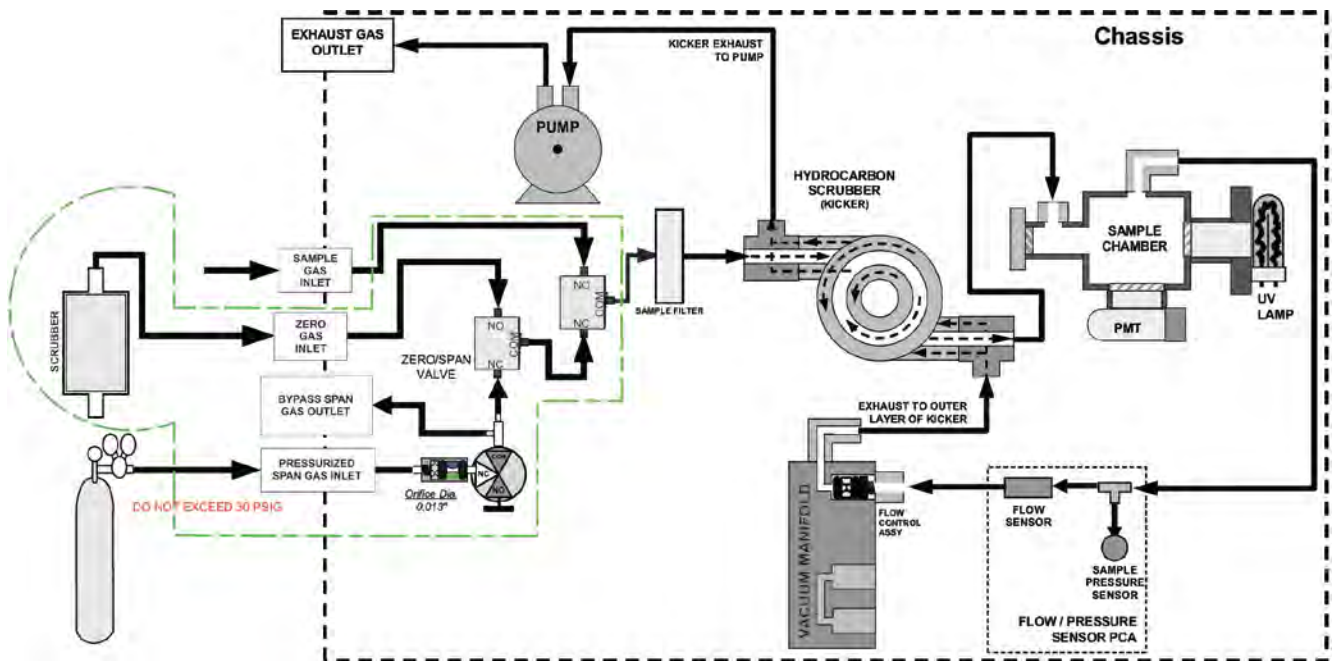 EXHAUST GAS
OUTLET
KICKER EXHAUST
TO PUMP
Chassis
PUMP
HYDROCARBON
SCRUBBER
(KICKER)
SAMPLE
CHAMBER
UV
LAMP
PMT
SAMPLE
GAS
INLET
NC
COM
NC
SAMPLE FILTER
SCRUBBER
ZERO
GAS
INLET
NO
COM
NC
ZERO/SPAN
VALVE
BYPASS SPAN
GAS OUTLET
EXHAUST TO OUTER
LAYER OF KICKER
PRESSURIZED
SPAN GAS INLET
COM
NC
NO
DO NOT EXCEED 30 PSIG
Orifice Dia.
0.013"
VACUUM MANIFOLD
FLOW
CONTROL
ASSY
FLOW
SENSOR
SAMPLE
PRESSURE
SENSOR
FLOW / PRESSURE
SENSOR PCA